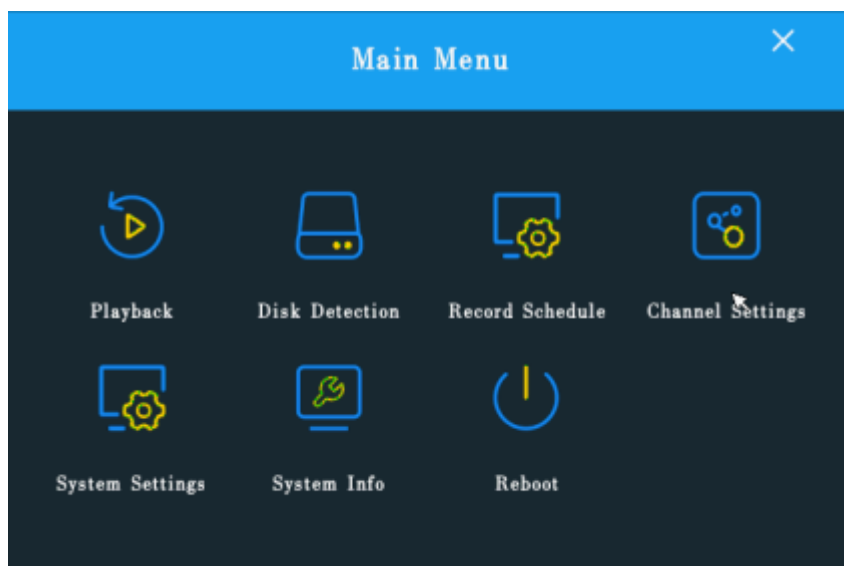 Main Menu
Playback
Disk Detection
Record Schedule
Channel Settings
System Settings
System Info
Reboot